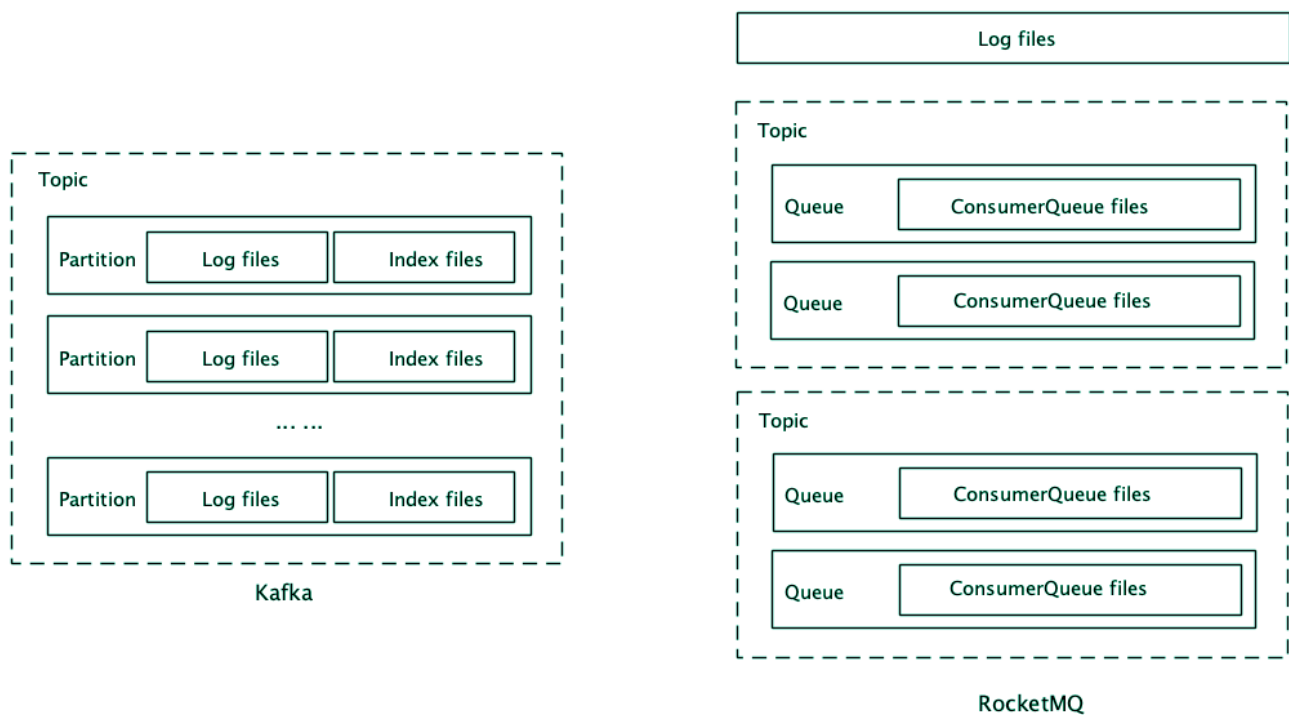 Topic
Partition Log files Index files
Partition Log files Index files
... ...
Partition Log files Index files
Kafka
Log files
Topic
Queue ConsumerQueue files
Queue ConsumerQueue files
Topic
Queue ConsumerQueue files
Queue ConsumerQueue files
RocketMQ